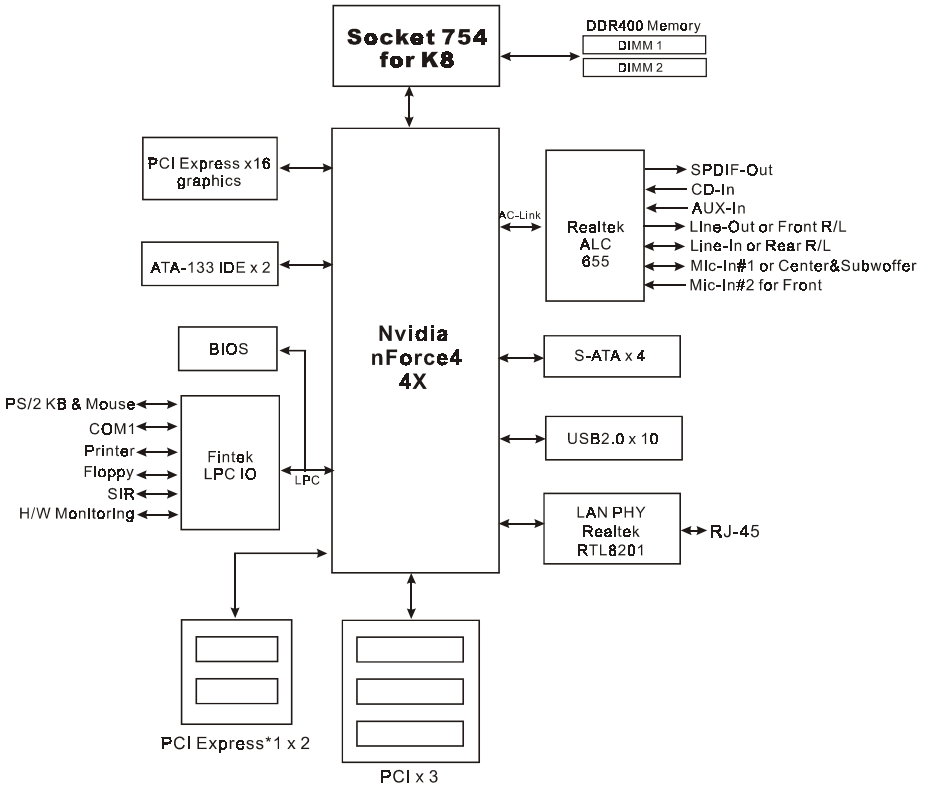 Socket 754
for K8
DDR400 Memory
DIMM 1
DIMM 2
PCI Express x16
graphics
ATA-133 IDE x 2
BIOS
PS/2 KB & Mouse
COM1
Printer
Floppy
SIR
H/W Monitoring
Fintek
LPC IO
LPC
Nvidia
nForce4
4X
AC-Link
Realtek
ALC
655
SPDIF-Out
CD-In
AUX-In
Line-Out or Front R/L
Line-In or Rear R/L
Mic-In#1 or Center&Subwoffer
Mic-In#2 for Front
S-ATA x 4
USB2.0 x 10
LAN PHY
Realtek
RTL8201
RJ-45
PCI Express*1 x 2
PCI x 3